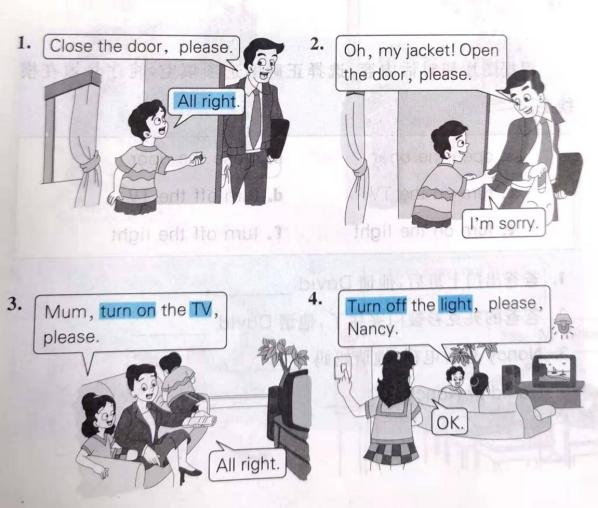 1.
Close the door, please.
All right.
2.
Oh, my jacket! Open
the door, please.
I'm sorry.
3.
Mum, turn on the TV,
please.
All right.
4.
Turn off the light, please,
Nancy.
OK.